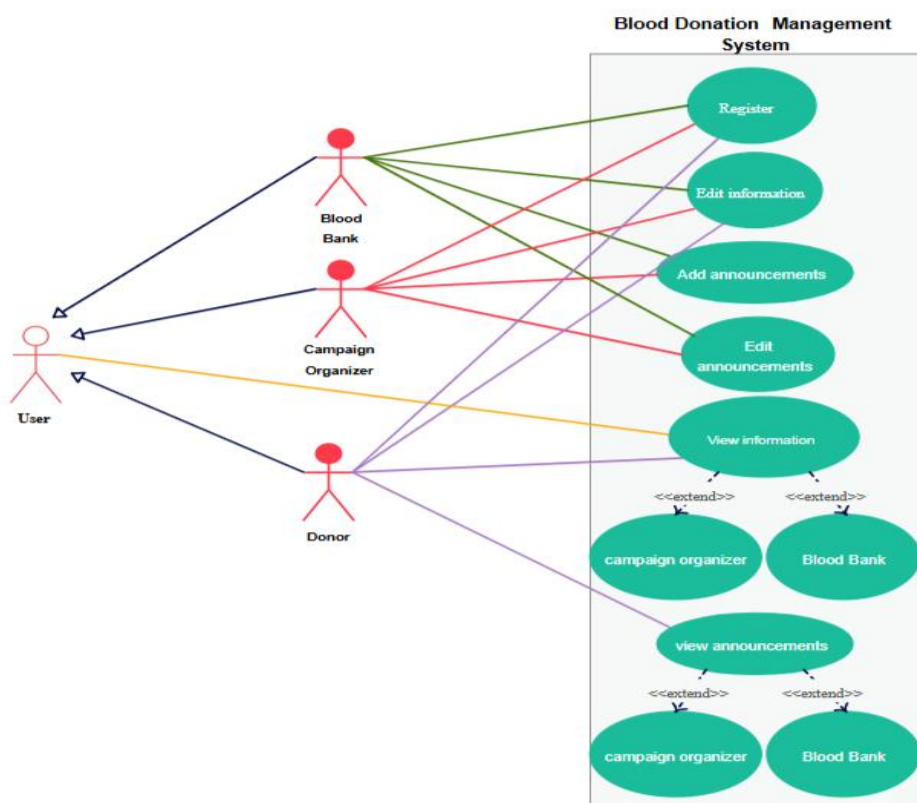 Blood Donation Management
System
Register
Blood
Bank
Edit information
Add announcements
Campaign
Organizer
Edit
announcements
User
View information
<<extend>> <<extend>>
Donor
campaign organizer Blood Bank
view announcements
<<extend>> <<extend>>
campaign organizer Blood Bank